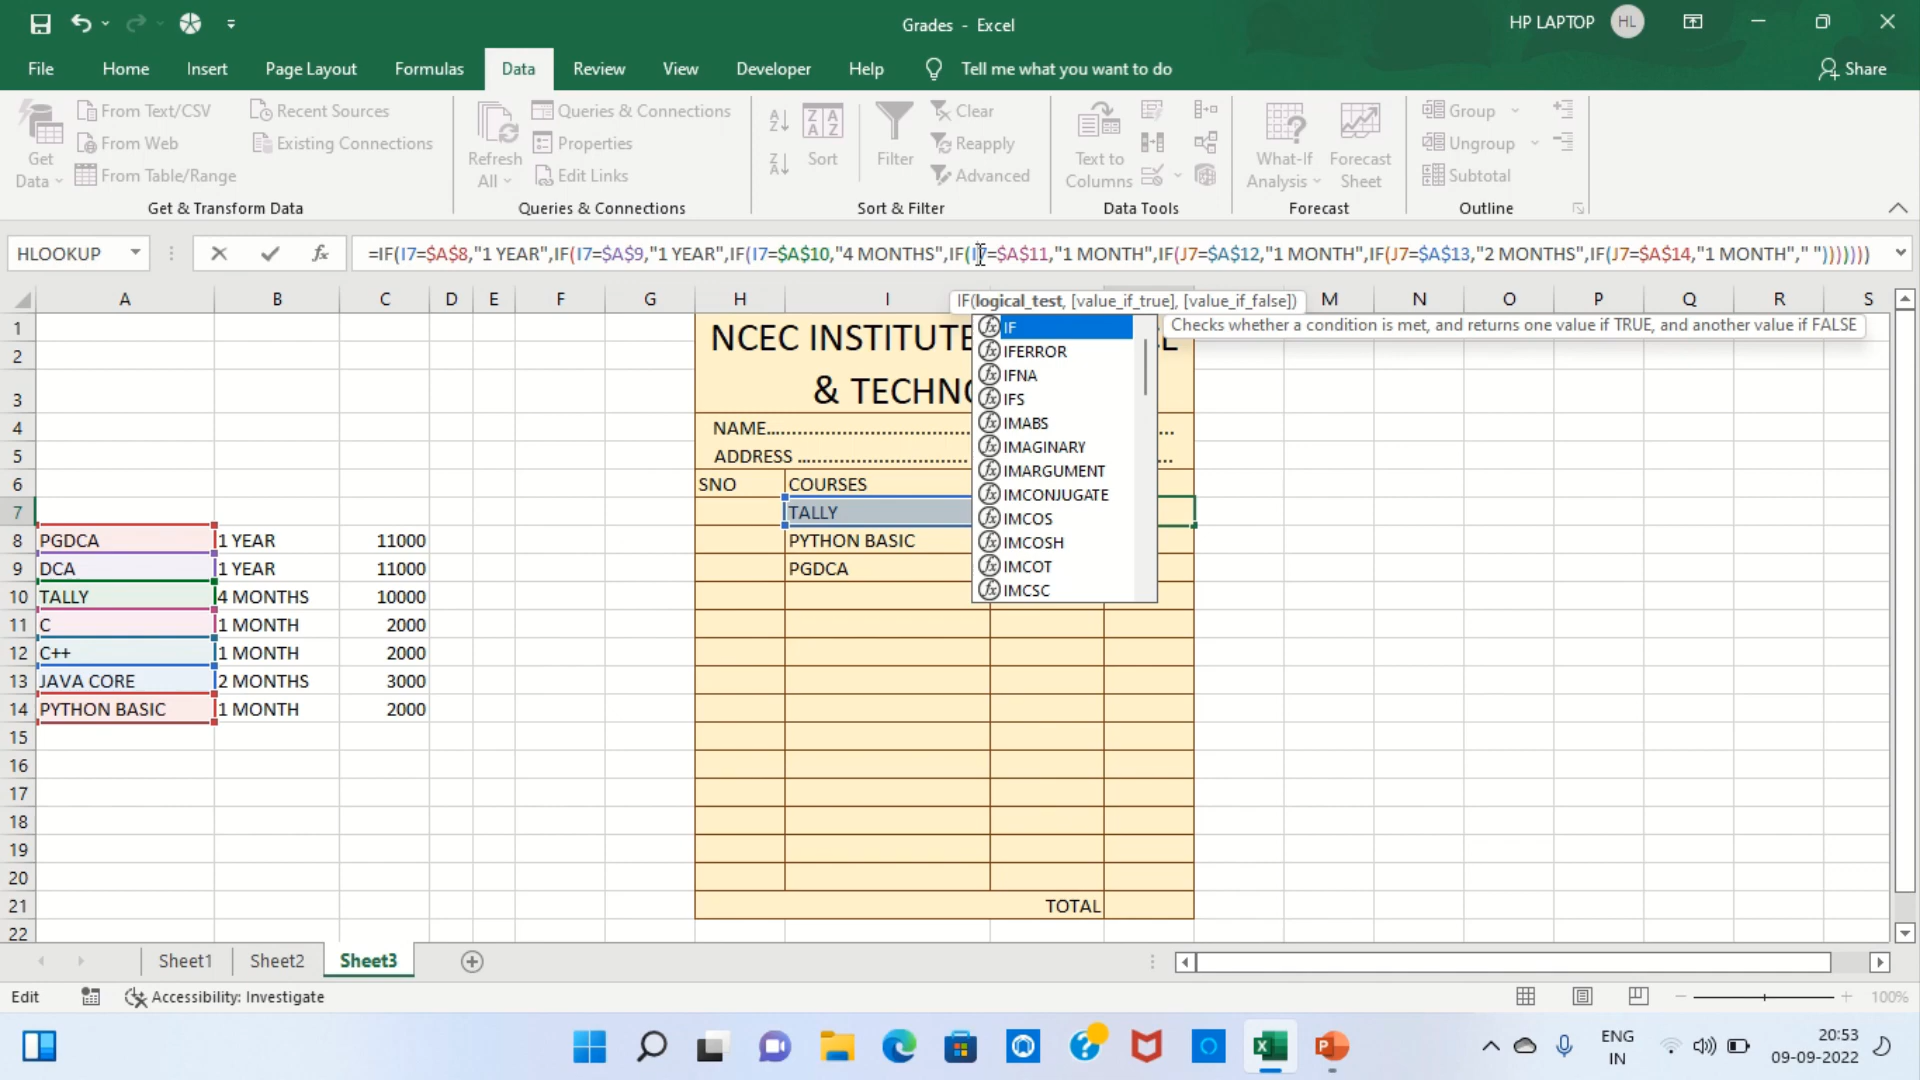 Grades - Excel
HP LAPTOP HL
File Home Insert Page Layout Formulas Data Review View Developer Help Tell me what you want to do Share
Get Data
From Text/CSV
From Web
From Table/Range
Recent Sources
Existing Connections
Get & Transform Data
Refresh All
Queries & Connections
Properties
Edit Links
Queries & Connections
Sort
Filter
Clear
Reapply
Advanced
Sort & Filter
Text to Columns
Data Tools
What-If Analysis
Forecast Sheet
Forecast
Group
Ungroup
Subtotal
Outline
HLOOKUP
=IF(I7=$A$8,"1 YEAR",IF(I7=$A$9,"1 YEAR",IF(I7=$A$10,"4 MONTHS",IF(I7=$A$11,"1 MONTH",IF(J7=$A$12,"1 MONTH",IF(J7=$A$13,"2 MONTHS",IF(J7=$A$14,"1 MONTH"," ")))))))
IF(logical_test, [value_if_true], [value_if_false])
Checks whether a condition is met, and returns one value if TRUE, and another value if FALSE
IF
IFERROR
IFNA
IFS
IMABS
IMAGINARY
IMARGUMENT
IMCONJUGATE
IMCOS
IMCOSH
IMCOT
IMCSC
A B C D E F G H I M N O P Q R S
1
2
3
4
5
6
7
8 PGDCA 1 YEAR 11000
9 DCA 1 YEAR 11000
10 TALLY 4 MONTHS 10000
11 C 1 MONTH 2000
12 C++ 1 MONTH 2000
13 JAVA CORE 2 MONTHS 3000
14 PYTHON BASIC 1 MONTH 2000
15
16
17
18
19
20
21
22
NCEC INSTITUTE
& TECHNO
NAME
ADDRESS
SNO COURSES
TALLY
PYTHON BASIC
PGDCA
TOTAL
Sheet1 Sheet2 Sheet3
Edit Accessibility: Investigate 100%
ENG IN
20:53
09-09-2022